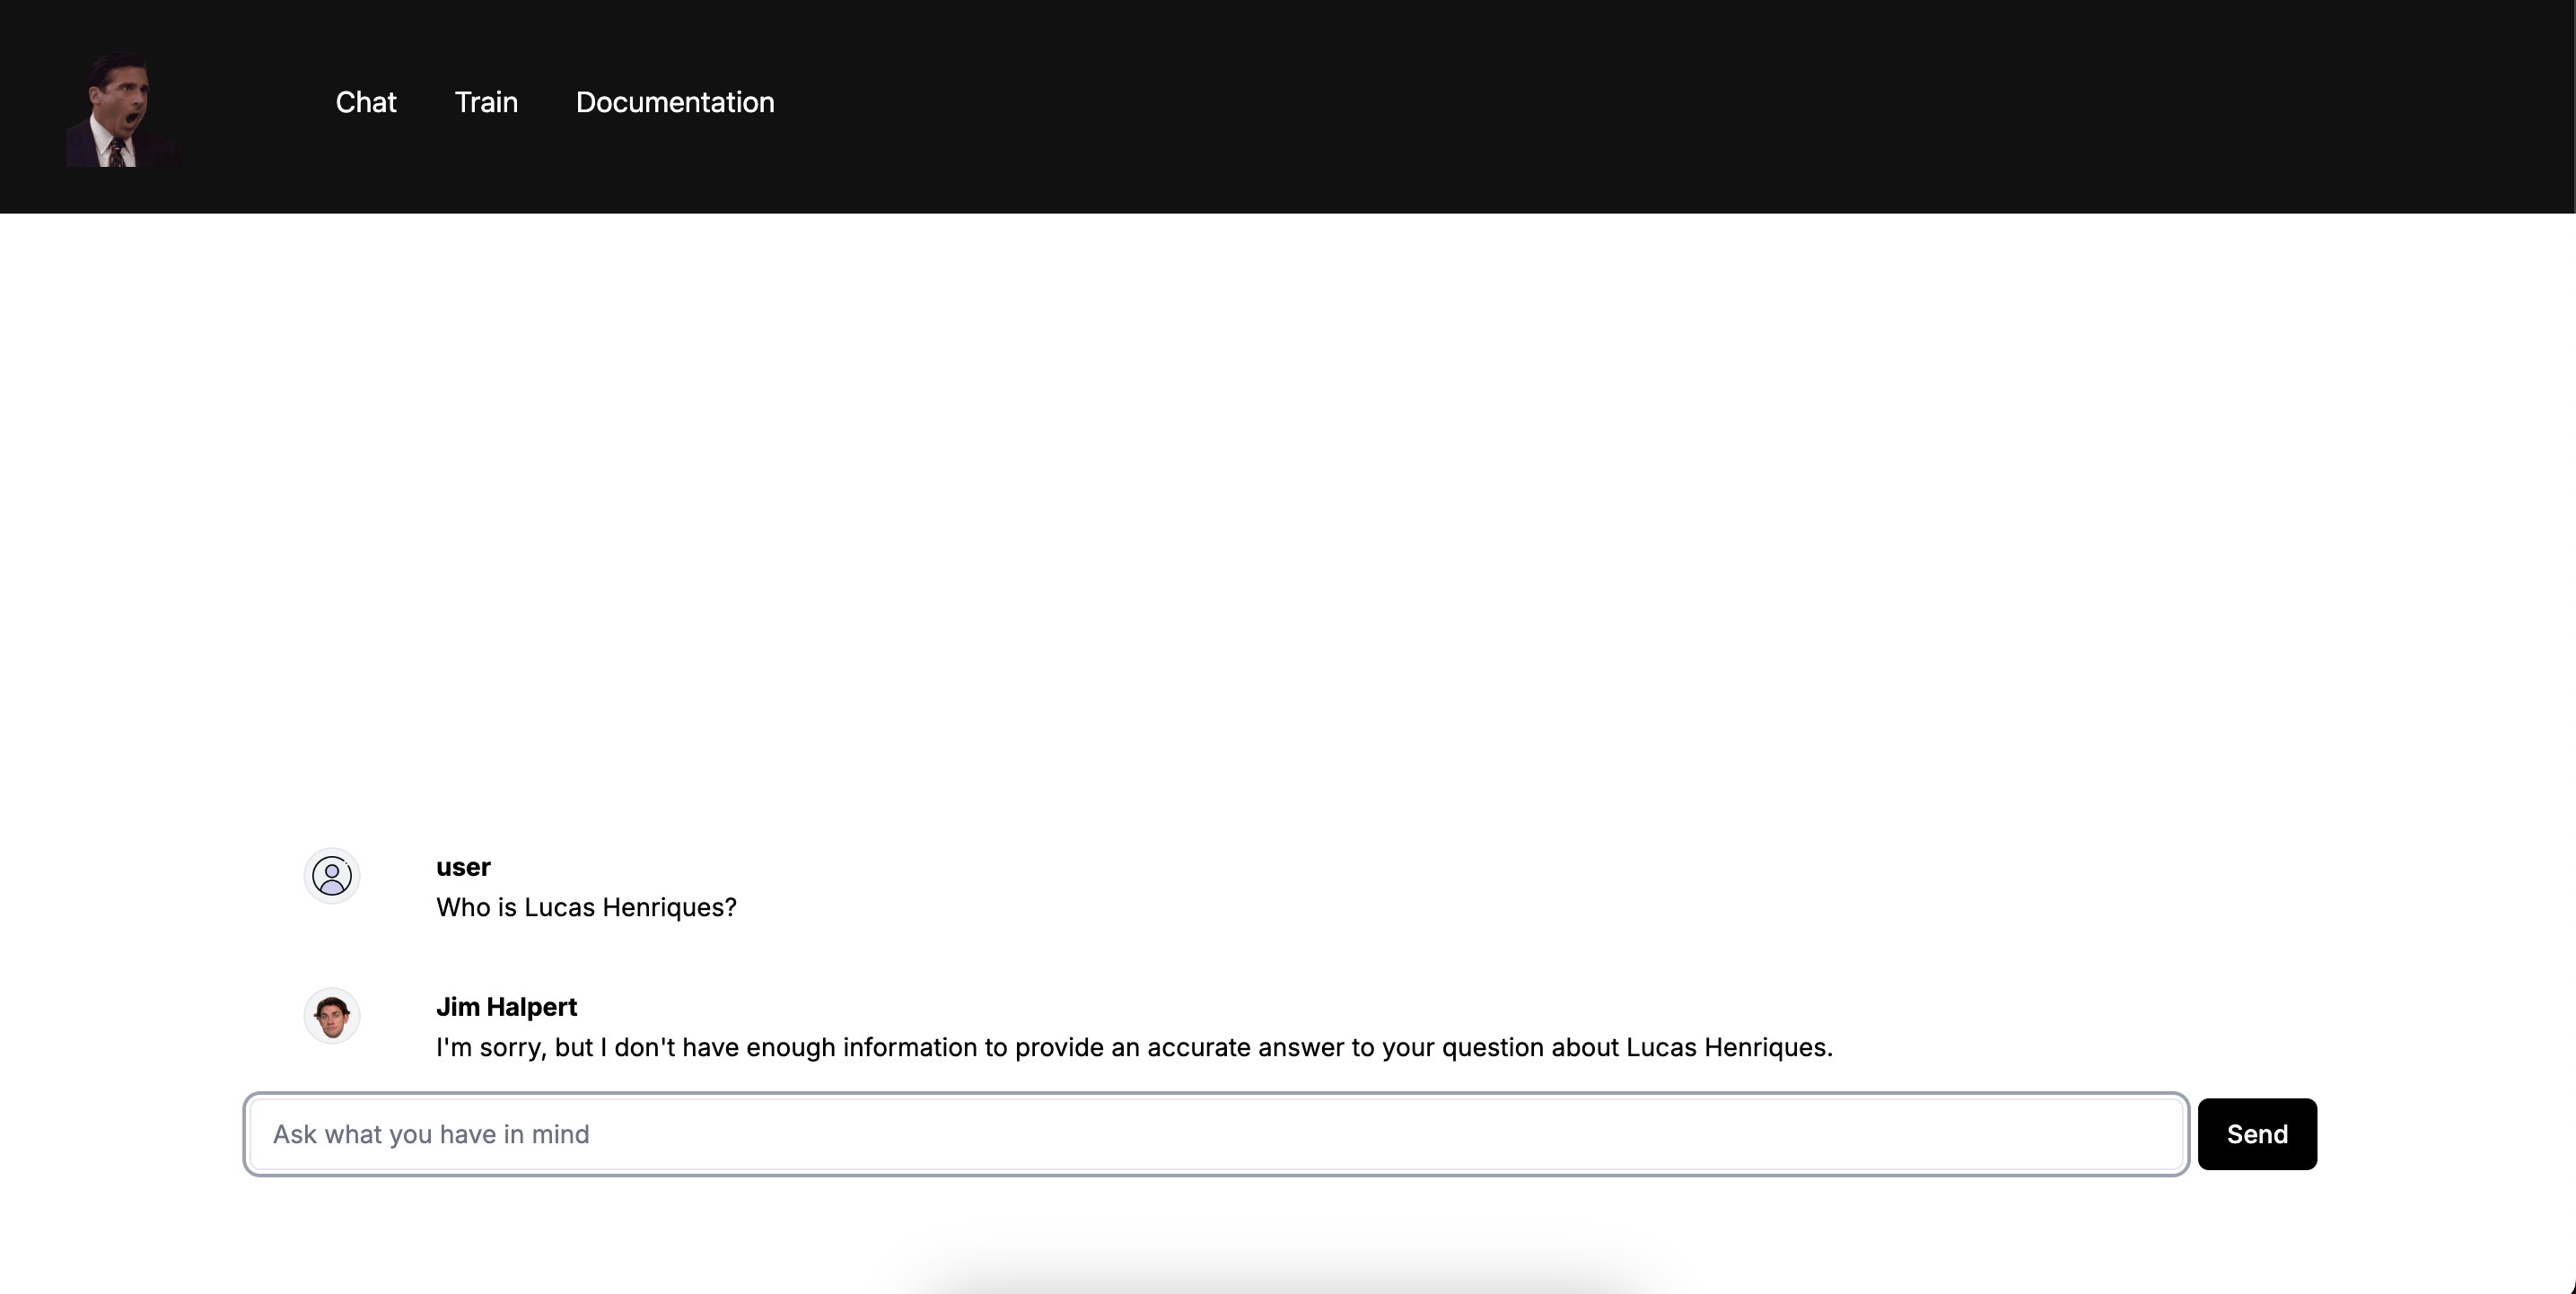 Chat Train Documentation
user
Who is Lucas Henriques?
Jim Halpert
I'm sorry, but I don't have enough information to provide an accurate answer to your question about Lucas Henriques.
Ask what you have in mind
Send